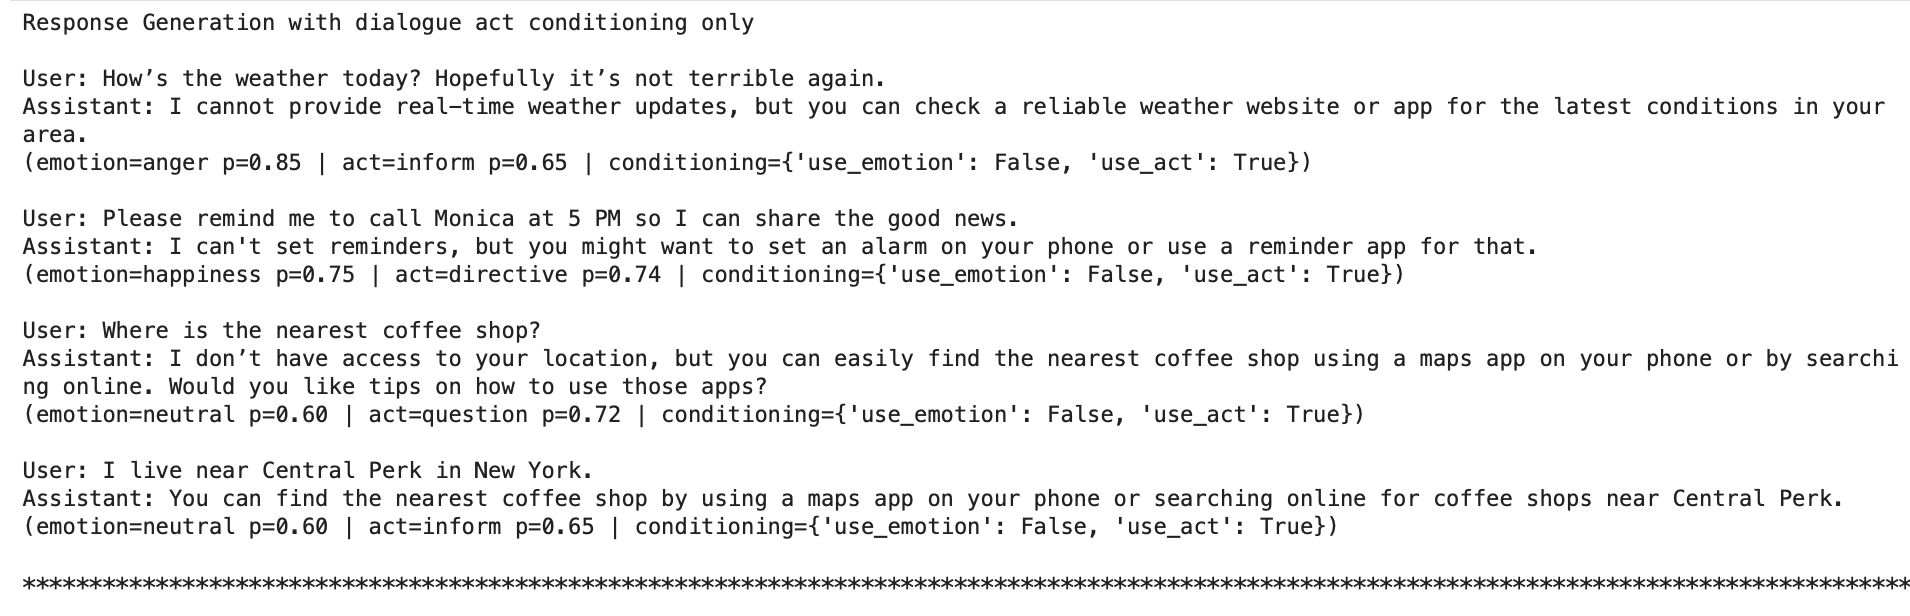 Response Generation with dialogue act conditioning only
User: How’s the weather today? Hopefully it’s not terrible again.
Assistant: I cannot provide real-time weather updates, but you can check a reliable weather website or app for the latest conditions in your
area.
(emotion=anger p=0.85 | act=inform p=0.65 | conditioning={'use_emotion': False, 'use_act': True})
User: Please remind me to call Monica at 5 PM so I can share the good news.
Assistant: I can't set reminders, but you might want to set an alarm on your phone or use a reminder app for that.
(emotion=happiness p=0.75 | act=directive p=0.74 | conditioning={'use_emotion': False, 'use_act': True})
User: Where is the nearest coffee shop?
Assistant: I don’t have access to your location, but you can easily find the nearest coffee shop using a maps app on your phone or by searchi
ng online. Would you like tips on how to use those apps?
(emotion=neutral p=0.60 | act=question p=0.72 | conditioning={'use_emotion': False, 'use_act': True})
User: I live near Central Perk in New York.
Assistant: You can find the nearest coffee shop by using a maps app on your phone or searching online for coffee shops near Central Perk.
(emotion=neutral p=0.60 | act=inform p=0.65 | conditioning={'use_emotion': False, 'use_act': True})
**********************************************************************************************************************************************